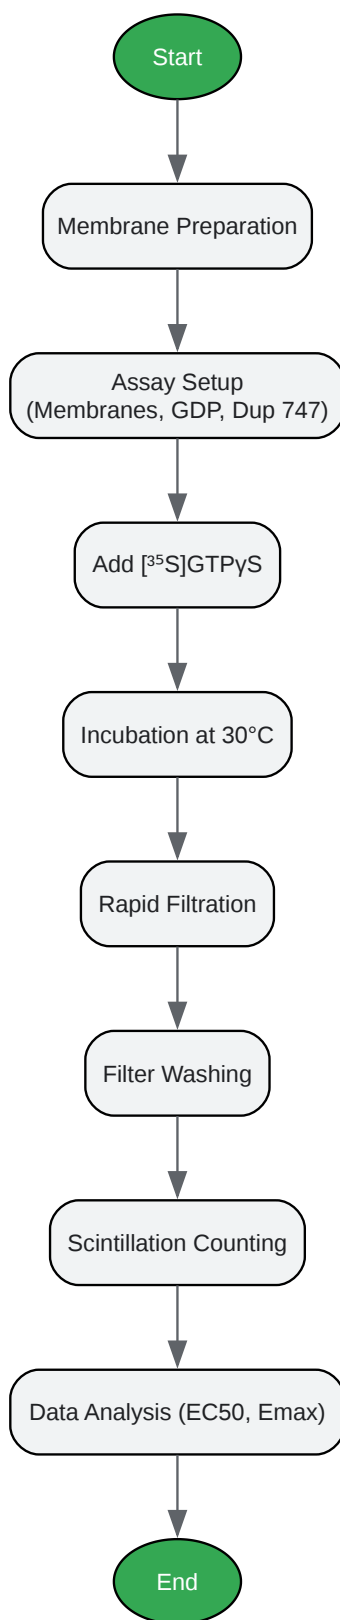 Start
Membrane Preparation
Assay Setup
(Membranes, GDP, Dup 747)
Add [³⁵S]GTPγS
Incubation at 30°C
Rapid Filtration
Filter Washing
Scintillation Counting
Data Analysis (EC50, Emax)
End